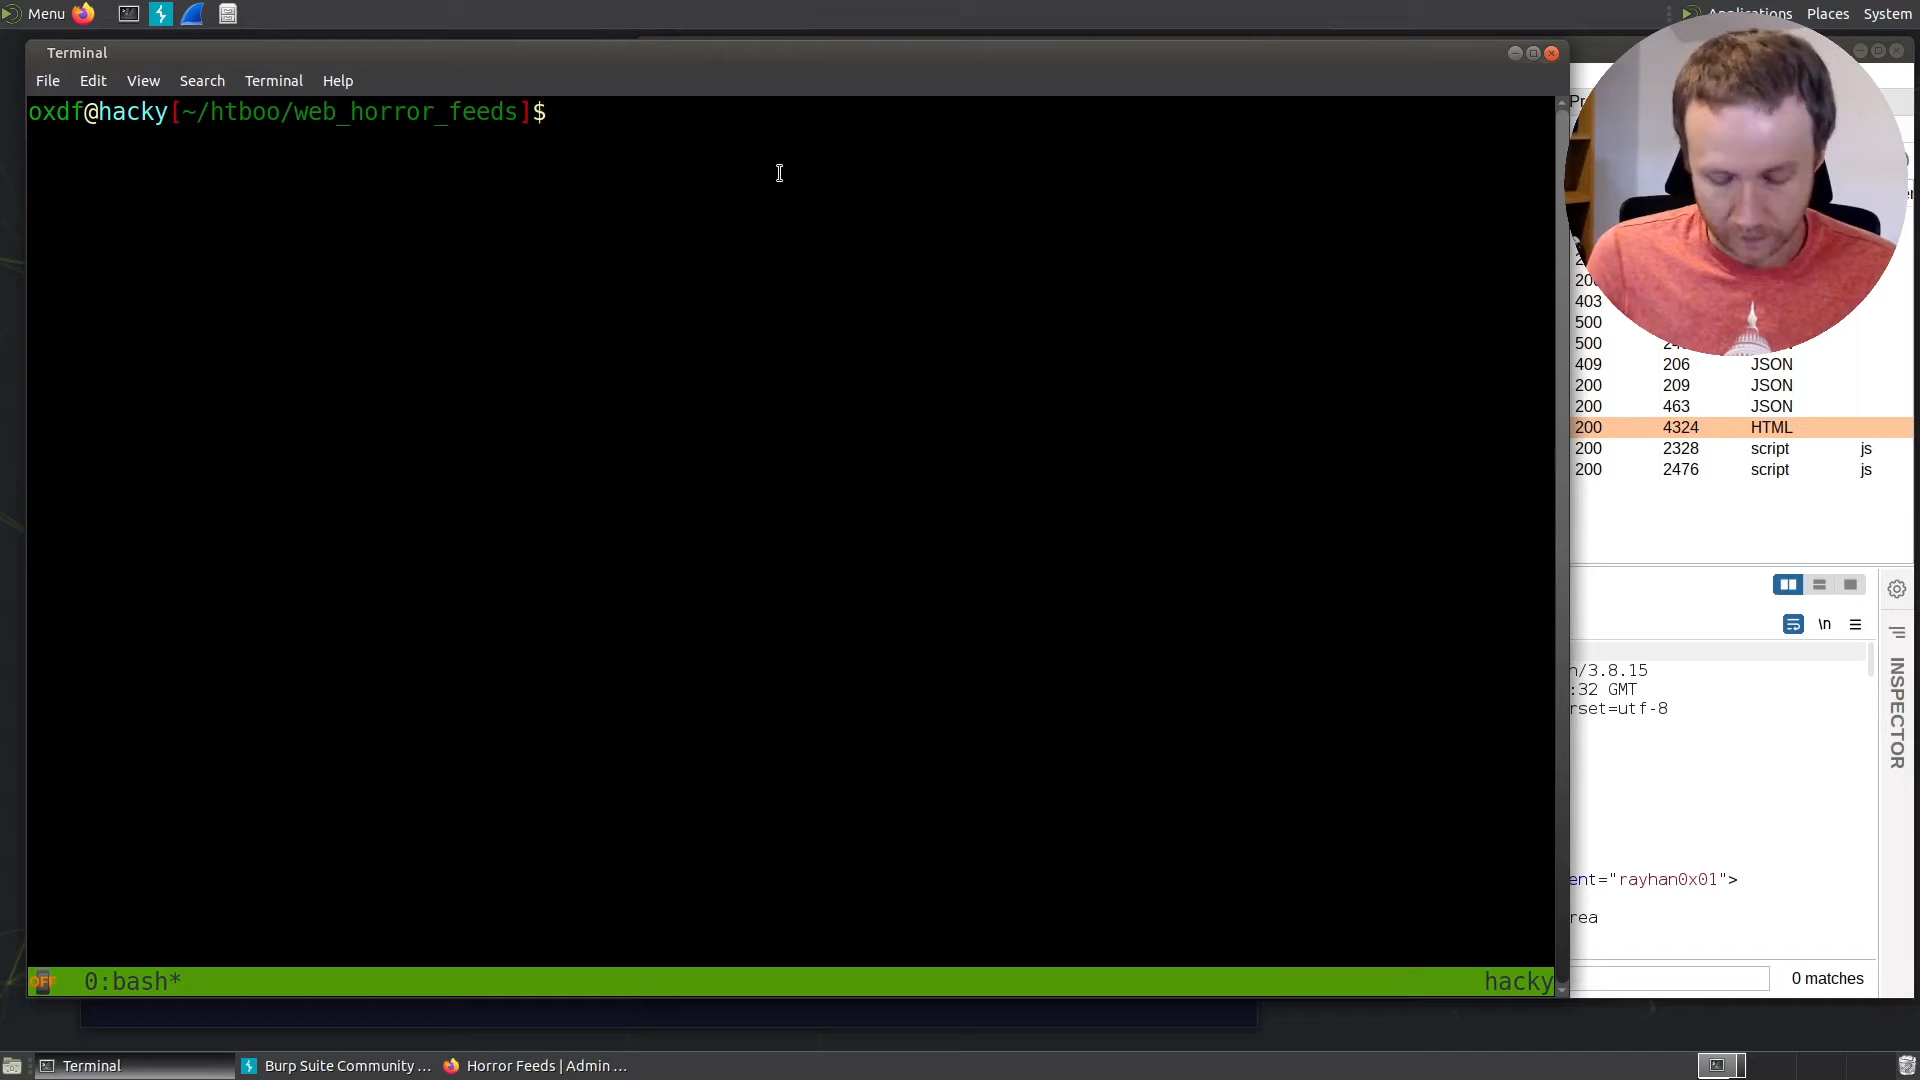 Menu
Applications Places System
Terminal
File Edit View Search Terminal Help
oxdf@hacky[~/htboo/web_horror_feeds]$
403
500
500
409 206 JSON
200 209 JSON
200 463 JSON
200 4324 HTML
200 2328 script js
200 2476 script js
\n
INSPECTOR
n/3.8.15
:32 GMT
rset=utf-8
ent="rayhan0x01">
rea
0 matches
OFF 0:bash* hacky
Terminal Burp Suite Community ... Horror Feeds | Admin ...